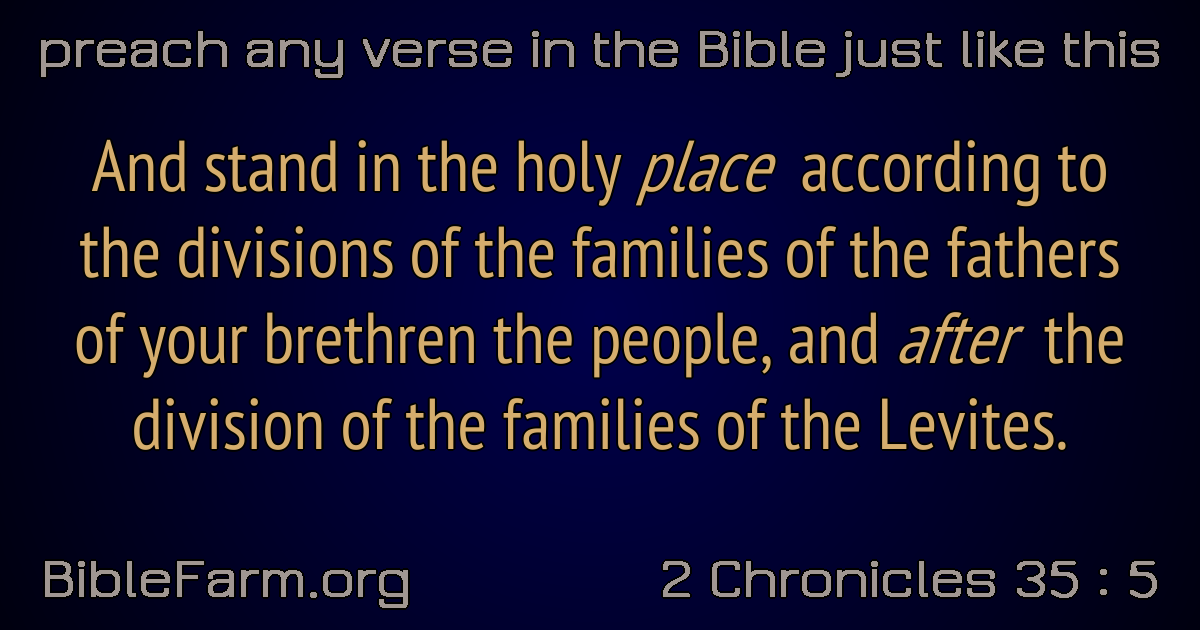 preach any verse in the Bible just like this
And stand in the holy place according to
the divisions of the families of the fathers
of your brethren the people, and after the
division of the families of the Levites.
BibleFarm.org
2 Chronicles 35 : 5